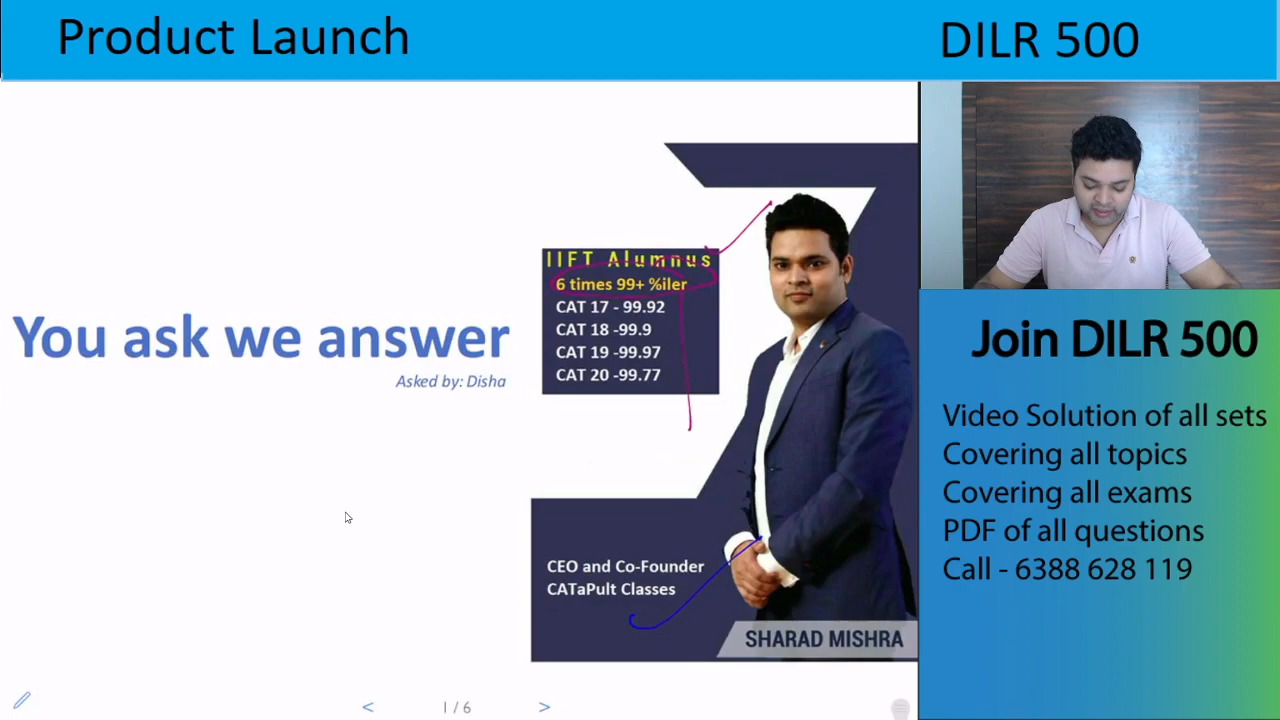 Product Launch
DILR 500
You ask we answer
Asked by: Disha
IIFT Alumnus
6 times 99+ %iler
CAT 17 - 99.92
CAT 18 -99.9
CAT 19 -99.97
CAT 20 -99.77
CEO and Co-Founder
CATaPult Classes
SHARAD MISHRA
1 / 6
Join DILR 500
Video Solution of all sets
Covering all topics
Covering all exams
PDF of all questions
Call - 6388 628 119